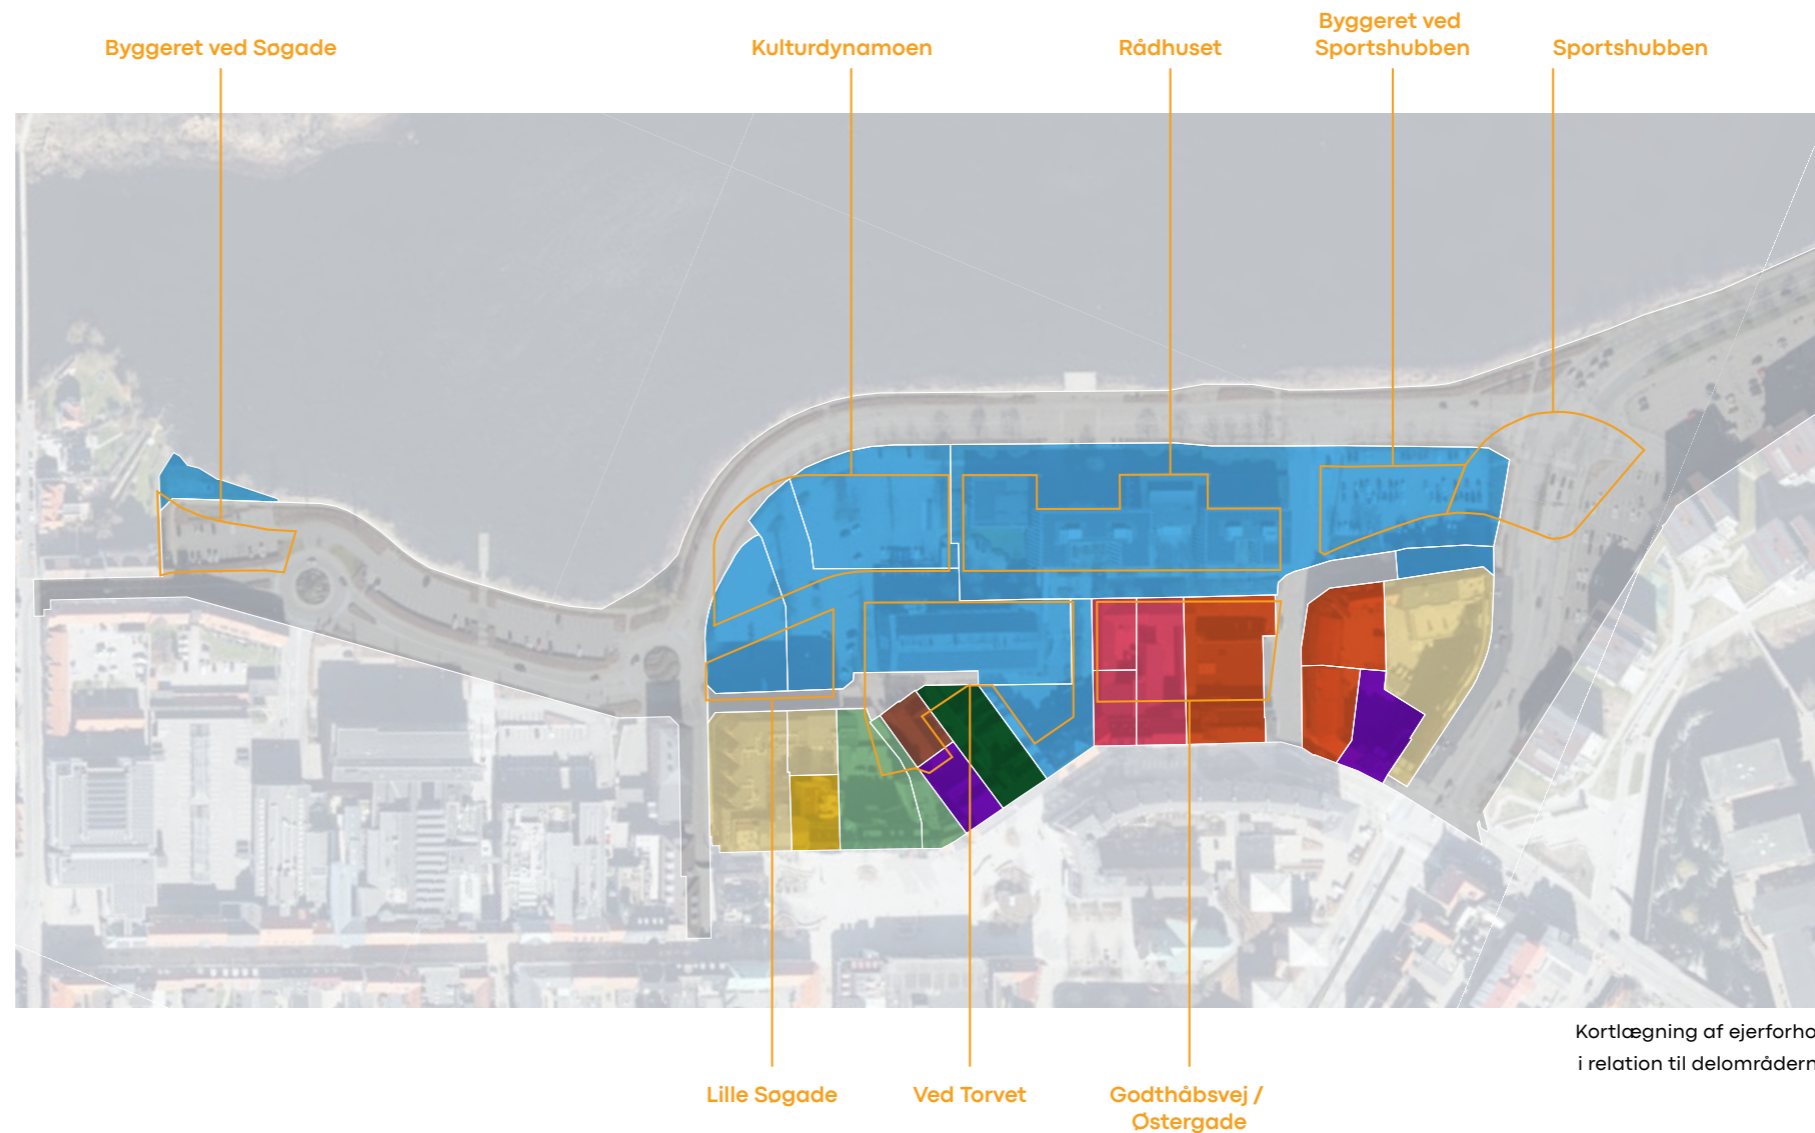 Byggeret ved Søgade
Kulturdynamoen
Rådhuset
Byggeret ved
Sportshubben
Sportshubben
Kortlægning af ejerforho
i relation til delområdern
Lille Søgade
Ved Torvet
Godthåbsvej /
Østergade